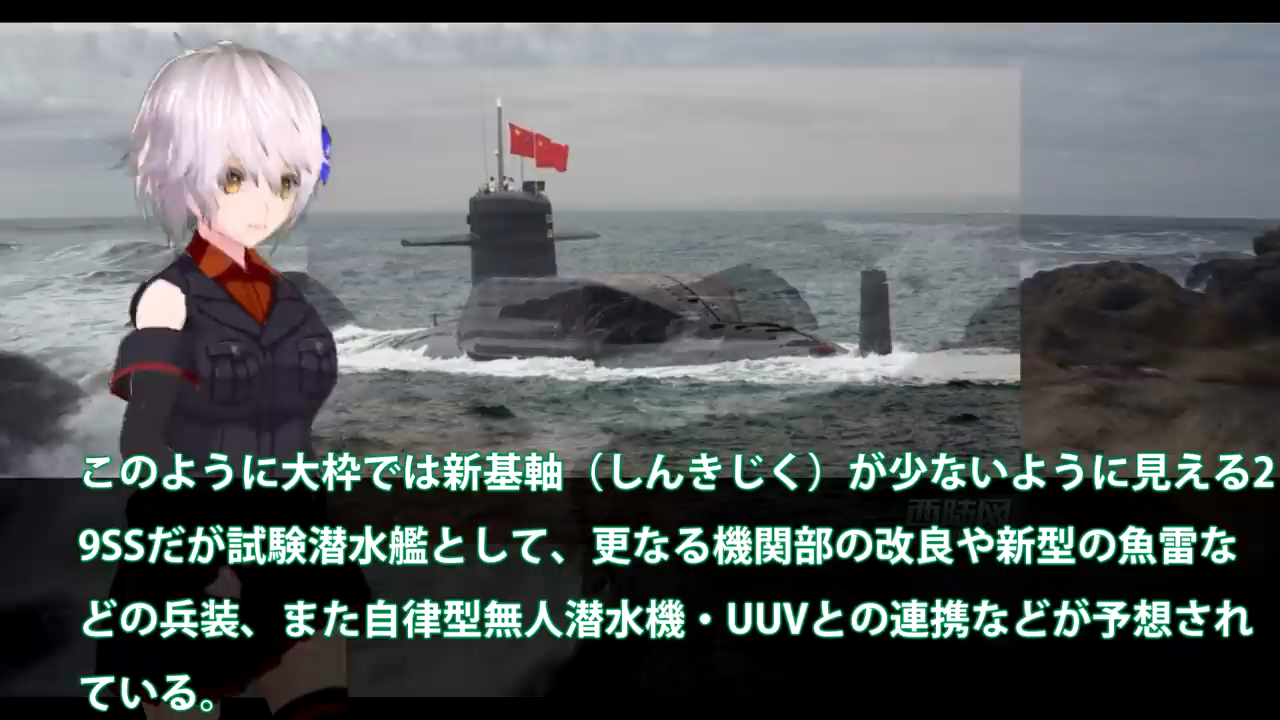 このように大枠では新基軸（しんきじく）が少ないように見える2
9SSだが試験潜水艦として、更なる機関部の改良や新型の魚雷な
どの兵装、また自律型無人潜水機・UUVとの連携などが予想され
ている。
西陆网